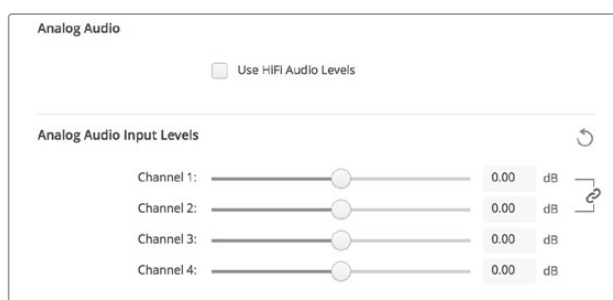 Analog Audio
Use HiFi Audio Levels
Analog Audio Input Levels
Channel 1: 0.00 dB
Channel 2: 0.00 dB
Channel 3: 0.00 dB
Channel 4: 0.00 dB